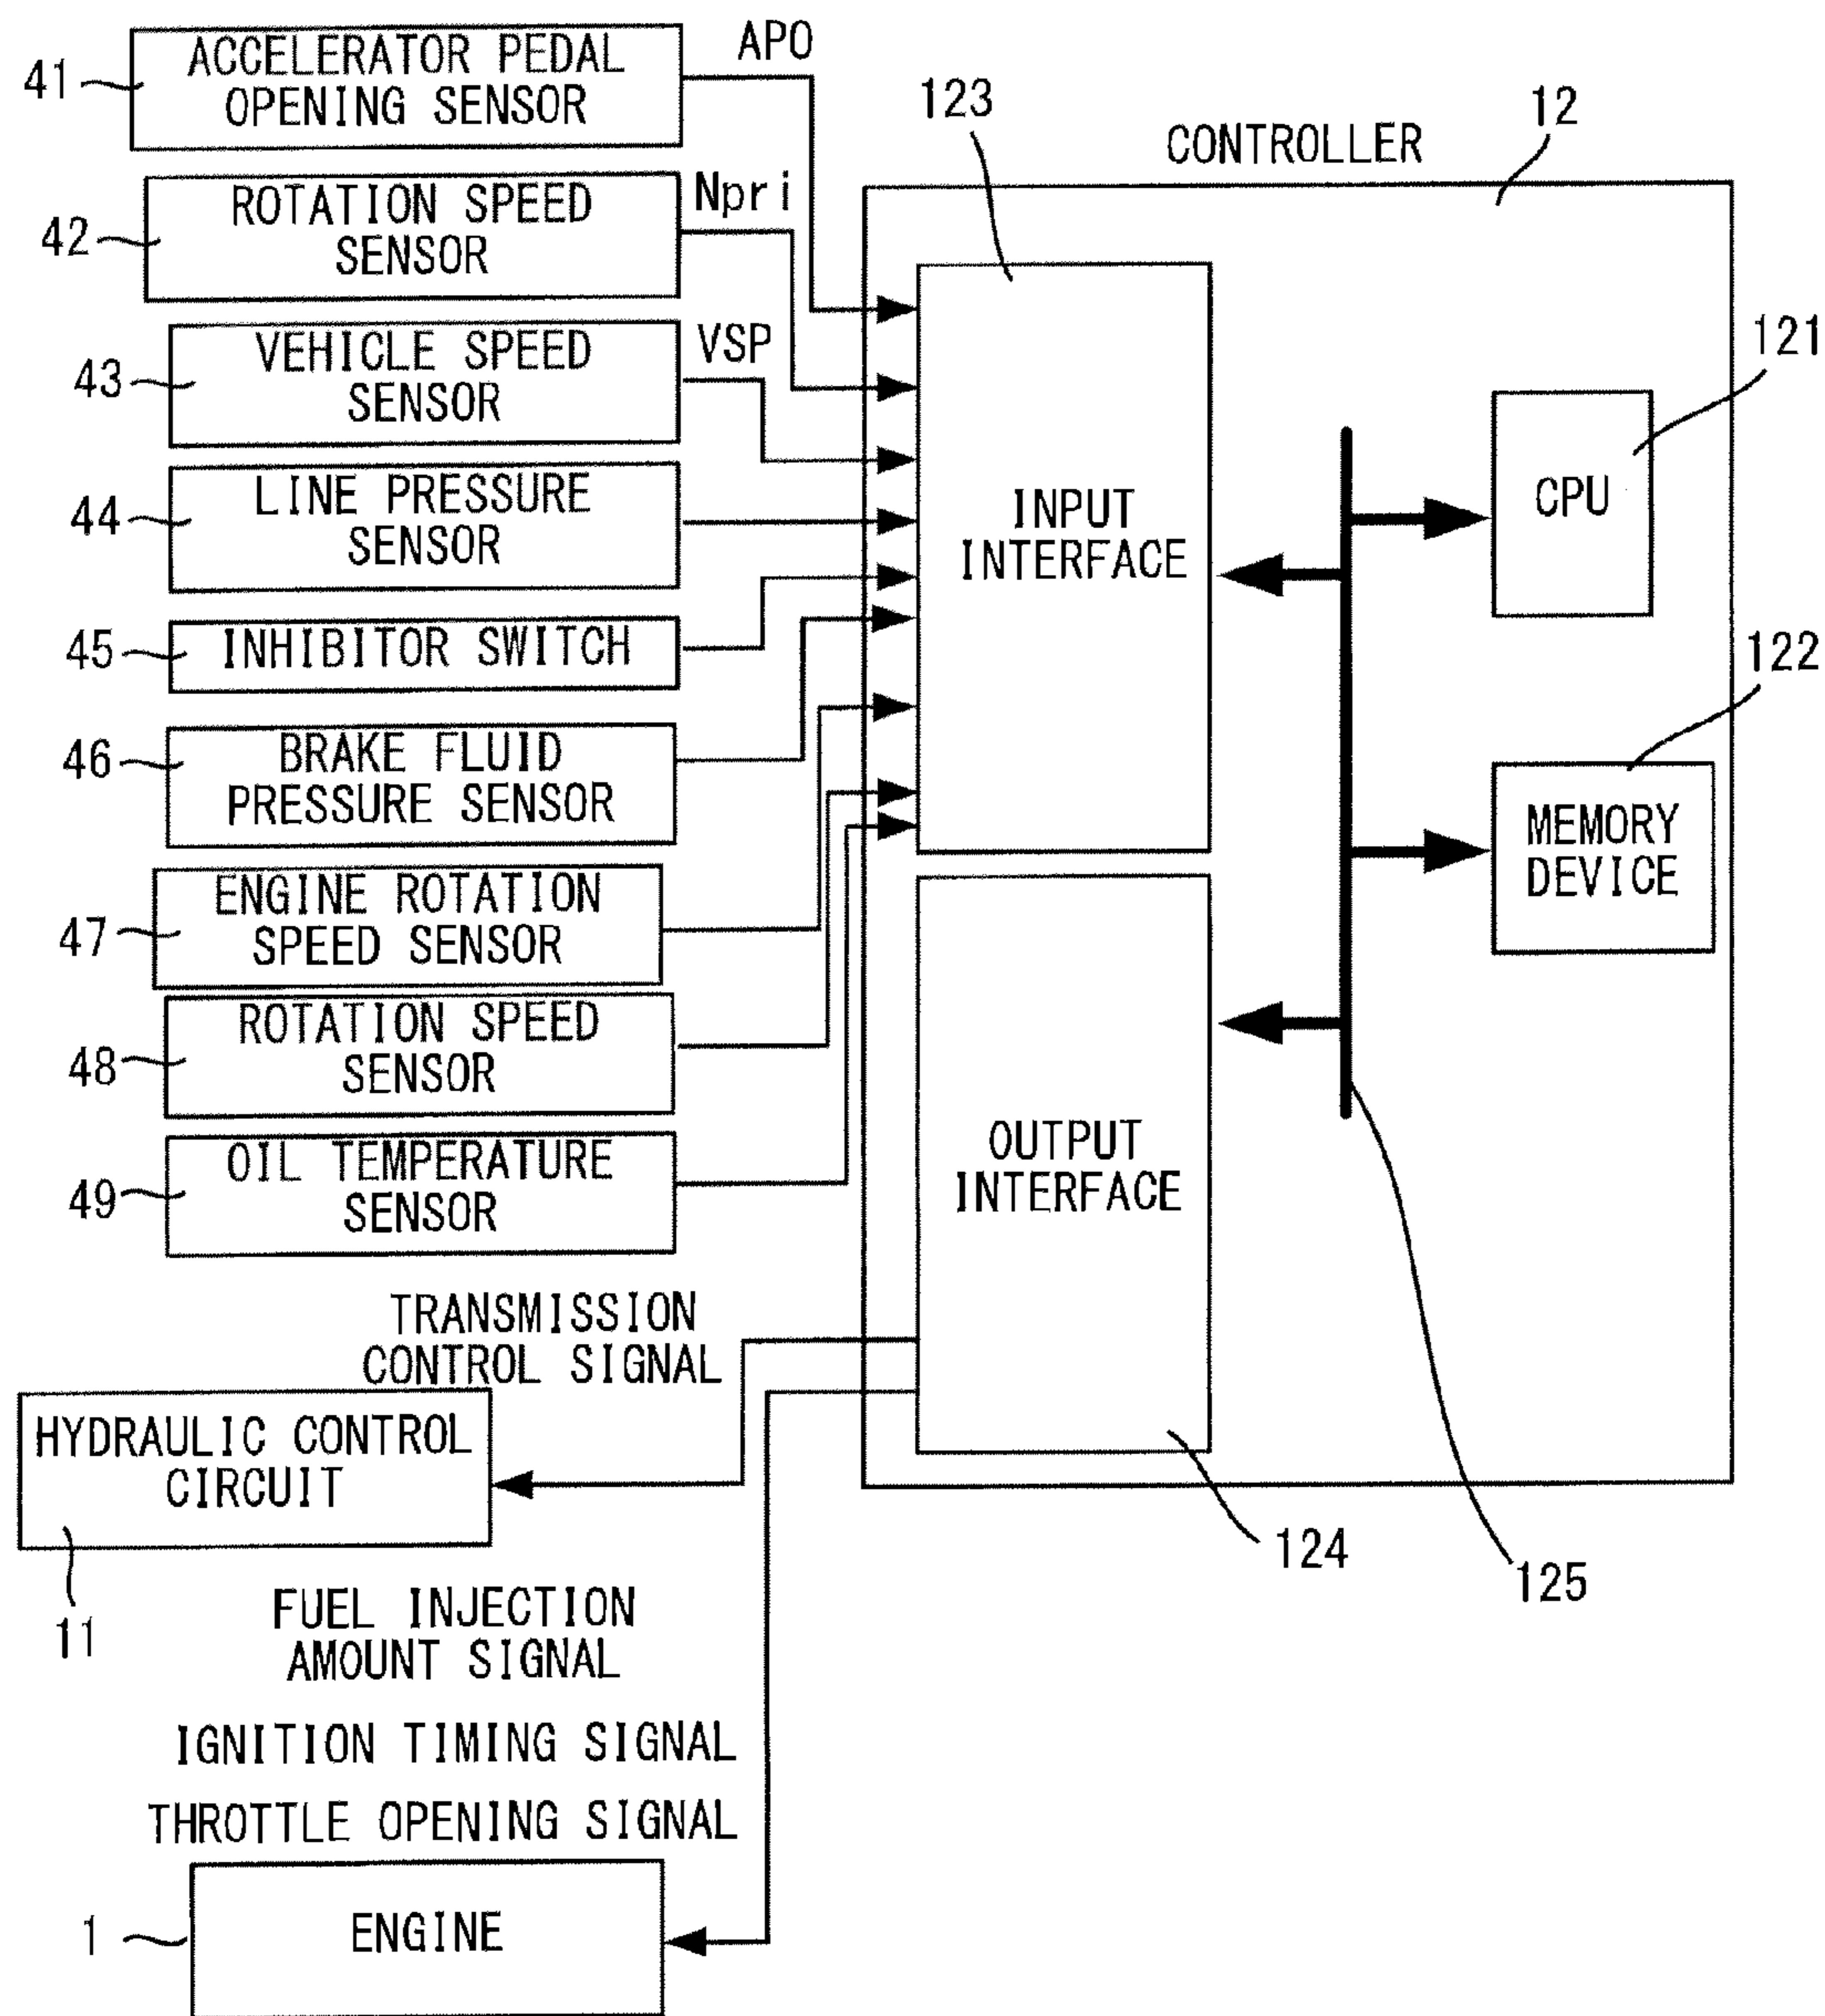 41
ACCELERATOR PEDAL
OPENING SENSOR
APO
42
ROTATION SPEED
SENSOR
Npri
43
VEHICLE SPEED
SENSOR
VSP
44
LINE PRESSURE
SENSOR
45
INHIBITOR SWITCH
46
BRAKE FLUID
PRESSURE SENSOR
47
ENGINE ROTATION
SPEED SENSOR
48
ROTATION SPEED
SENSOR
49
OIL TEMPERATURE
SENSOR
123
CONTROLLER
12
INPUT
INTERFACE
121
CPU
122
MEMORY
DEVICE
OUTPUT
INTERFACE
124
125
TRANSMISSION
CONTROL SIGNAL
HYDRAULIC CONTROL
CIRCUIT
11
FUEL INJECTION
AMOUNT SIGNAL
IGNITION TIMING SIGNAL
THROTTLE OPENING SIGNAL
1
ENGINE